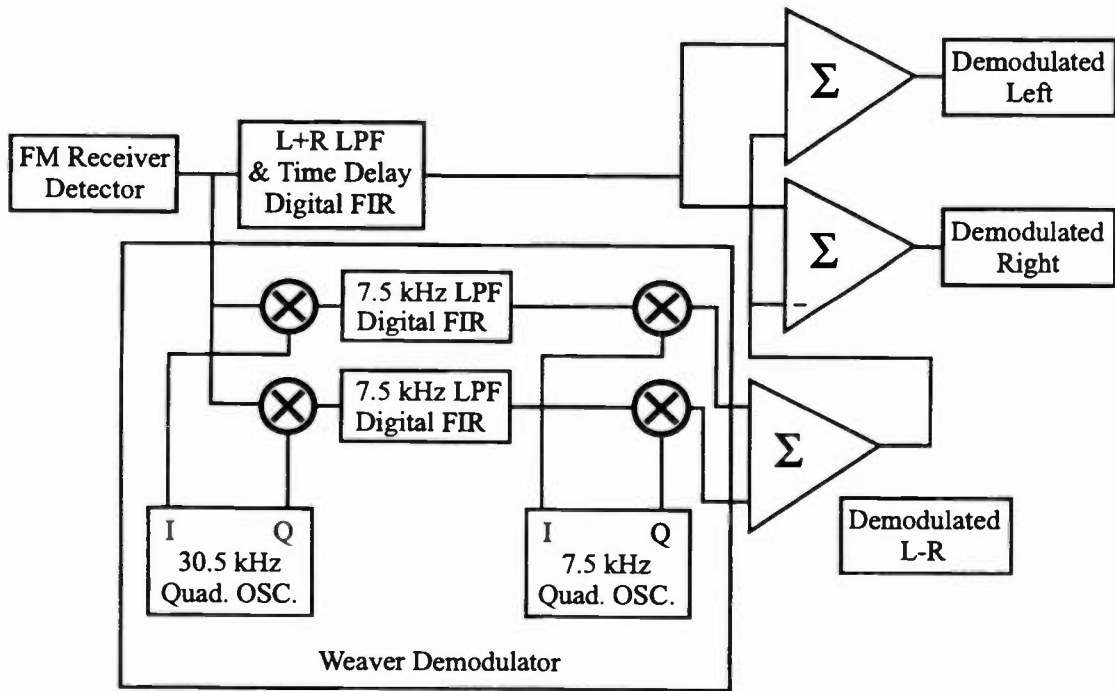 Demodulated
Left
Σ
FM Receiver
Detector
L+R LPF
& Time Delay
Digital FIR
Demodulated
Right
Σ
-
7.5 kHz LPF
Digital FIR
7.5 kHz LPF
Digital FIR
Σ
I Q
30.5 kHz
Quad. OSC.
I Q
7.5 kHz
Quad. OSC.
Demodulated
L-R
Weaver Demodulator